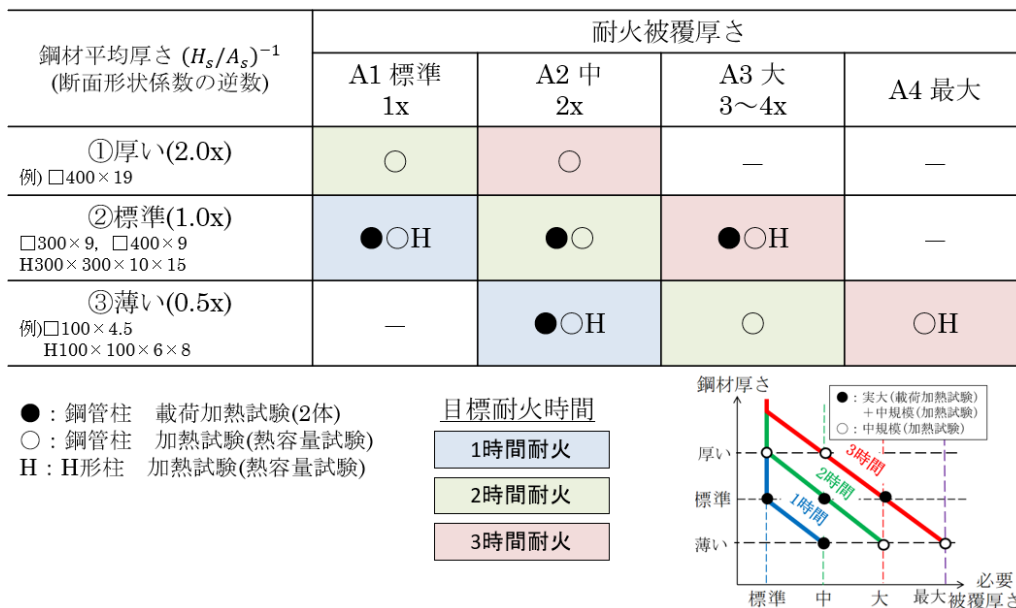 鋼材平均厚さ (Hs/As)−1
(断面形状係数の逆数)
耐火被覆厚さ
A1 標準
1x
A2 中
2x
A3 大
3～4x
A4 最大
①厚い(2.0x)
例) □400×19
○
○
—
—
②標準(1.0x)
□300×9, □400×9
H300×300×10×15
●○H
●○
●○H
—
③薄い(0.5x)
例)□100×4.5
H100×100×6×8
—
●○H
○
○H
●：鋼管柱　載荷加熱試験(2体)
○：鋼管柱　加熱試験(熱容量試験)
H：H形柱　加熱試験(熱容量試験)
目標耐火時間
1時間耐火
2時間耐火
3時間耐火
鋼材厚さ
●：実大(載荷加熱試験)
＋中規模(加熱試験)
○：中規模(加熱試験)
厚い
標準
薄い
3時間
2時間
1時間
標準
中
大
最大
必要
被覆厚さ